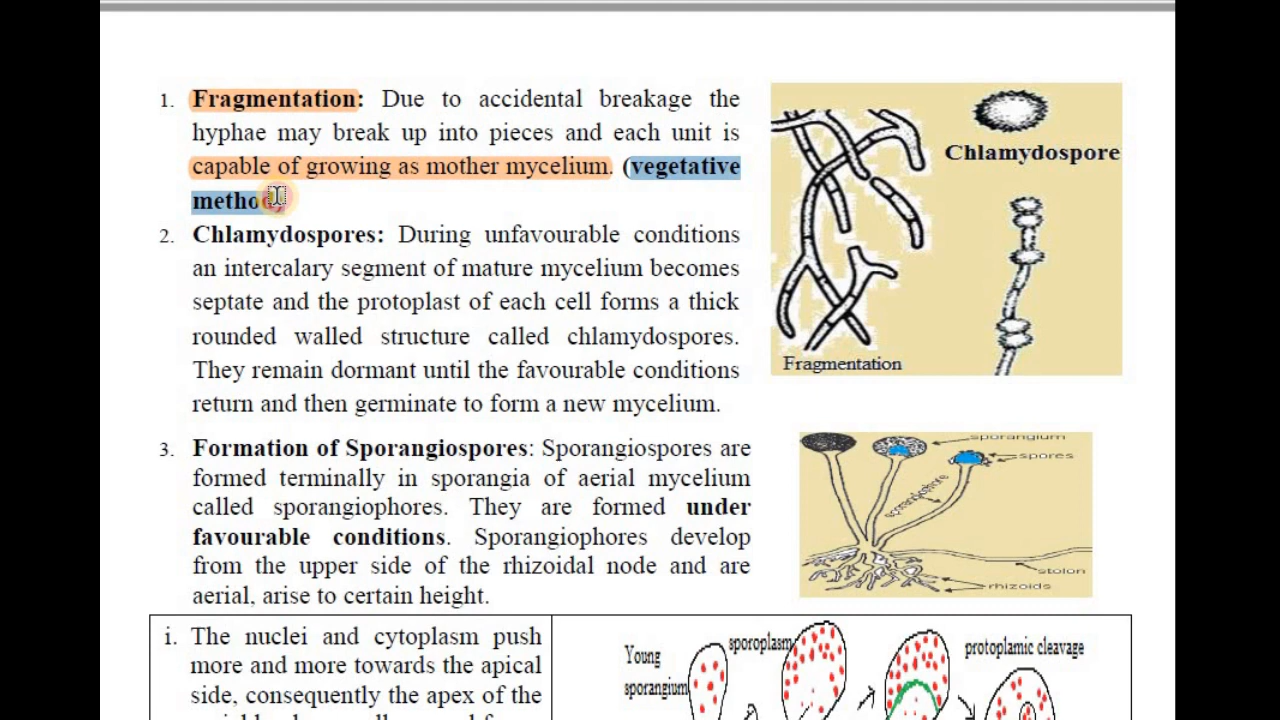 1. Fragmentation: Due to accidental breakage the
hyphae may break up into pieces and each unit is
capable of growing as mother mycelium. (vegetative
Chlamydospore
Fragmentation
2. Chlamydospores: During unfavourable conditions
an intercalary segment of mature mycelium becomes
septate and the protoplast of each cell forms a thick
rounded walled structure called chlamydospores.
They remain dormant until the favourable conditions
return and then germinate to form a new mycelium.
3. Formation of Sporangiospores: Sporangiospores are
formed terminally in sporangia of aerial mycelium
called sporangiophores. They are formed under
favourable conditions. Sporangiophores develop
from the upper side of the rhizoidal node and are
aerial, arise to certain height.
sporangium
spores
sporangiophore
stolon
rhizoids
i. The nuclei and cytoplasm push
more and more towards the apical
side, consequently the apex of the
Young
sporangium
sporoplasm
protoplamic cleavage